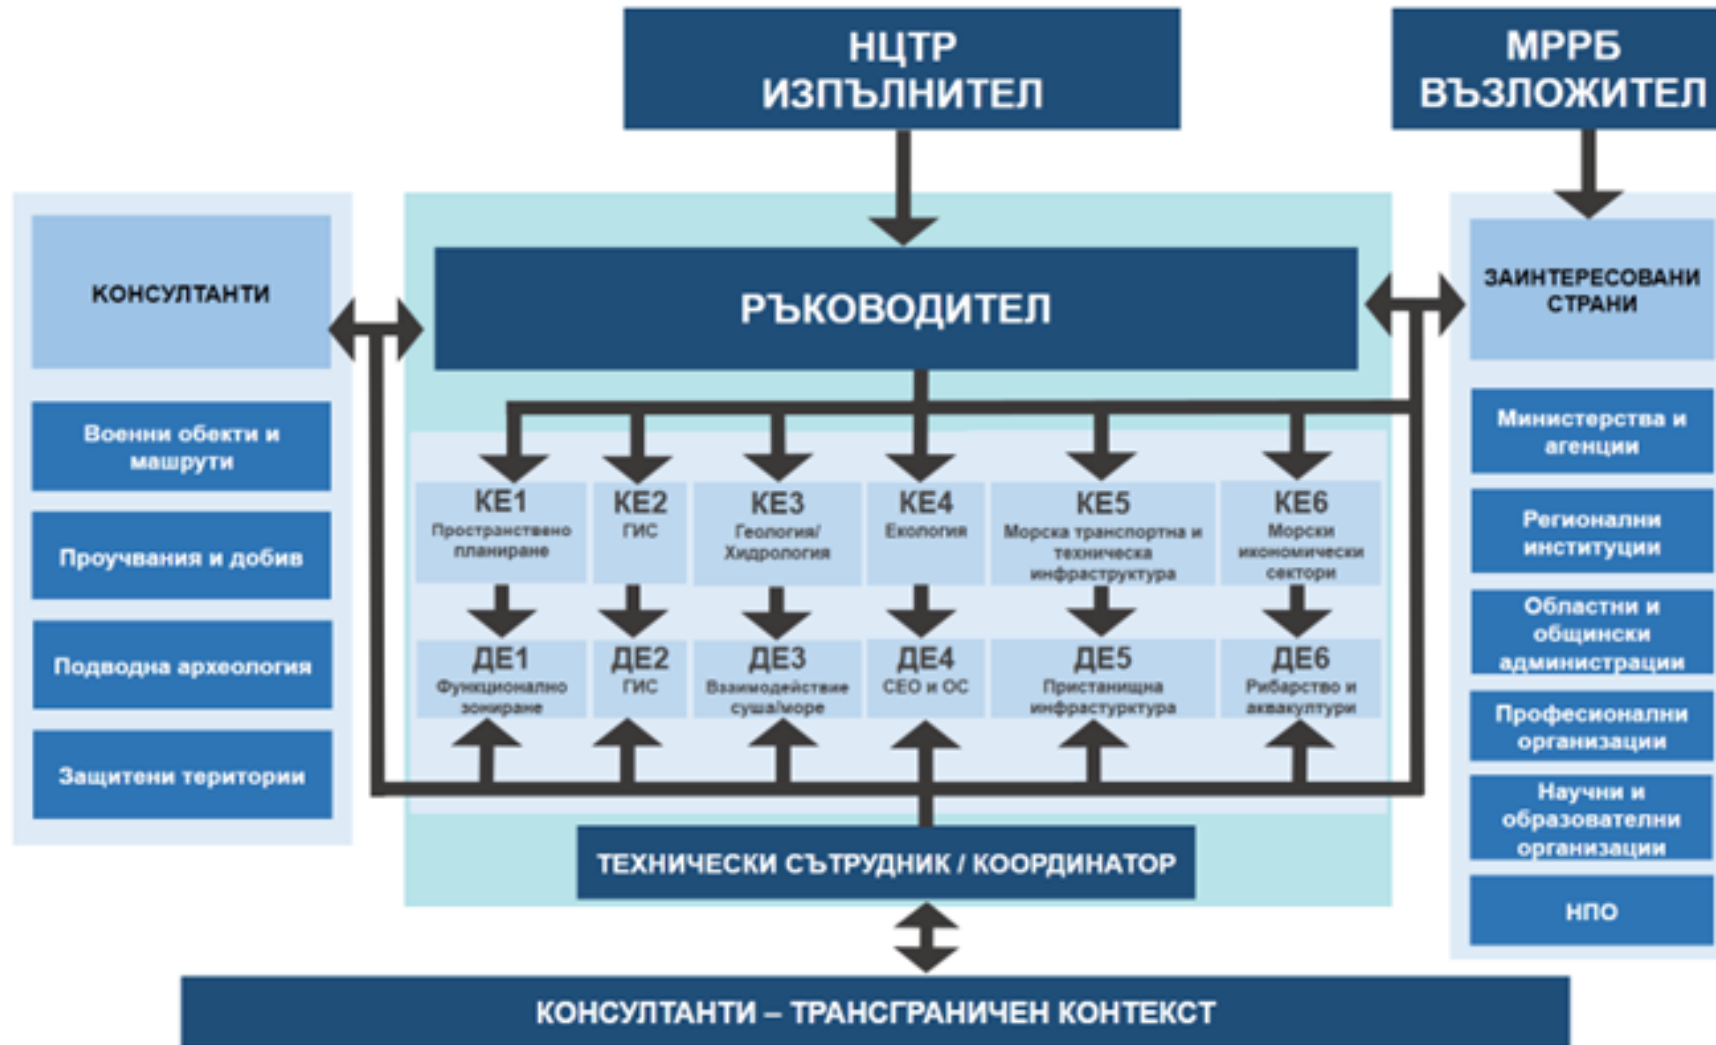 НЦТР
ИЗПЪЛНИТЕЛ
МРРБ
ВЪЗЛОЖИТЕЛ
КОНСУЛТАНТИ
Военни обекти и
машрути
Проучвания и добив
Подводна археология
Защитени територии
РЪКОВОДИТЕЛ
КЕ1
Пространствено
планиране
КЕ2
ГИС
КЕ3
Геология/
Хидрология
КЕ4
Екология
КЕ5
Морска транспортна и
техническа
инфраструктура
КЕ6
Морски
икономически
сектори
ДЕ1
Функционално
зониране
ДЕ2
ГИС
ДЕ3
Взаимодействие
суша/море
ДЕ4
СЕО и ОС
ДЕ5
Пристанищна
инфрастурктура
ДЕ6
Рибарство и
аквакултури
ТЕХНИЧЕСКИ СЪТРУДНИК / КООРДИНАТОР
ЗАИНТЕРЕСОВАНИ
СТРАНИ
Министерства и
агенции
Регионални
институции
Областни и
общински
администрации
Професионални
организации
Научни и
образователни
организации
НПО
КОНСУЛТАНТИ – ТРАНСГРАНИЧЕН КОНТЕКСТ